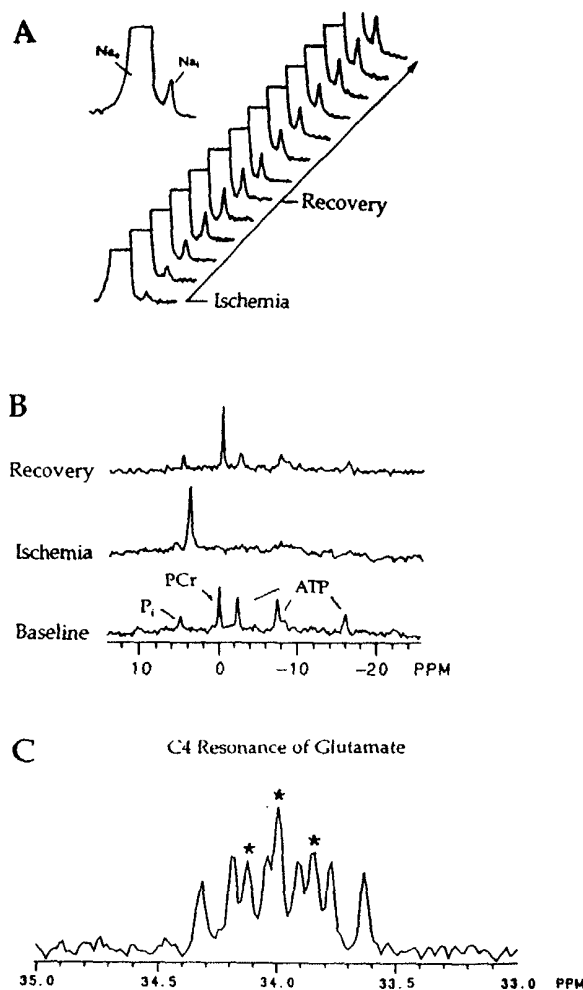 A
Naₑ
Naᵢ
Recovery
Ischemia
B
Recovery
Ischemia
PCr
ATP
Pᵢ
Baseline
10 0 -10 -20 PPM
C
C4 Resonance of Glutamate
*
* *
35.0 34.5 34.0 33.5 33.0 PPM